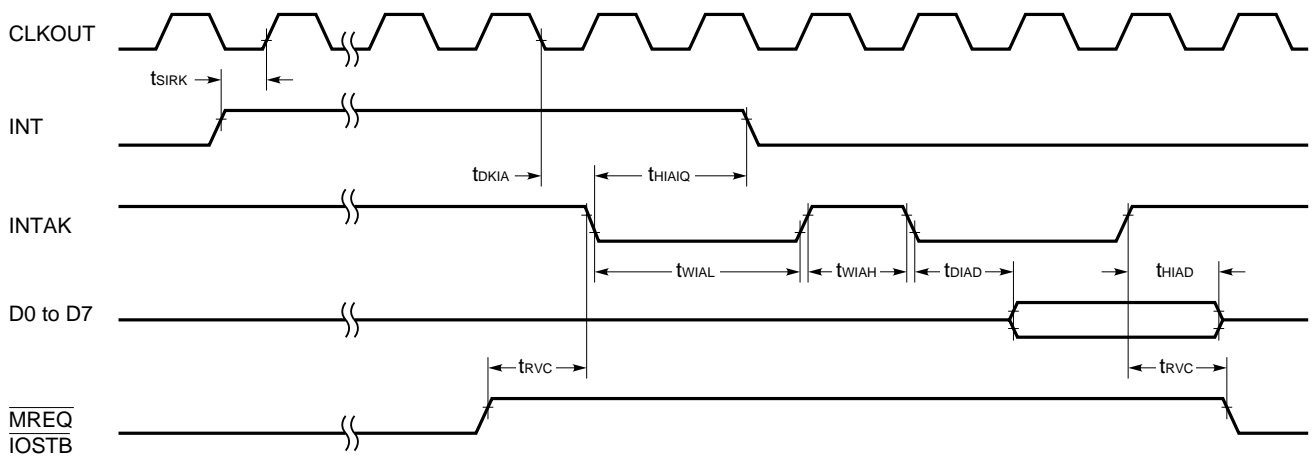 CLKOUT
tSIRK
INT
tDKIA
tHIAIQ
INTAK
tWIAL
tWIAH
tDIAD
tHIAD
D0 to D7
tRVC
tRVC
MREQ
IOSTB